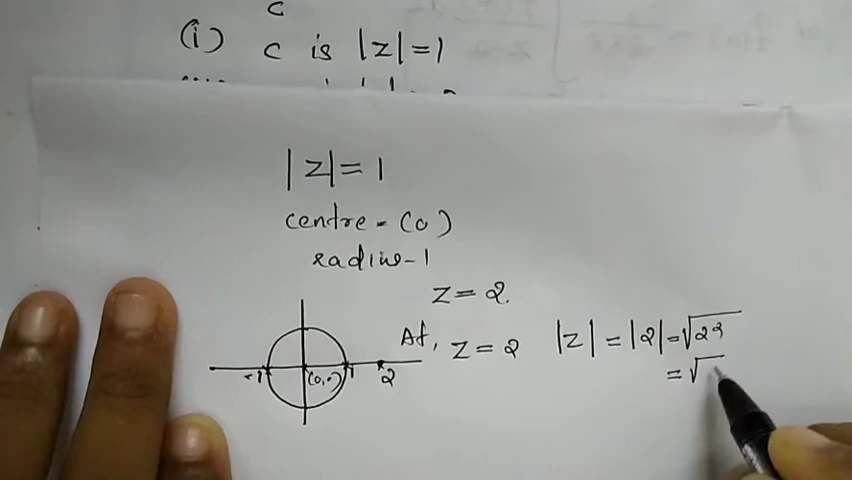 c
(i) c is |z|=1
|z|=1
centre - (0)
radius-1
z=2.
At, z=2 |z|=|2|=√2²
=√
-1 (0,0) 1 2